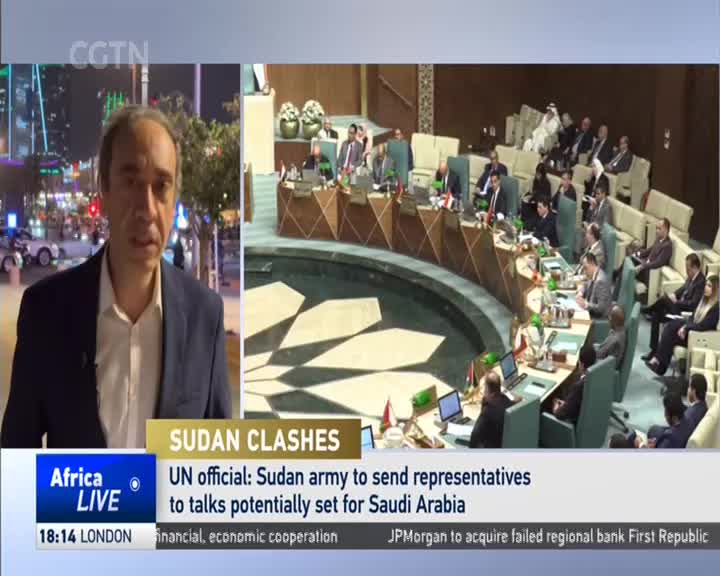 CGTN
SUDAN CLASHES
UN official: Sudan army to send representatives
to talks potentially set for Saudi Arabia
Africa
LIVE
18:14 LONDON
financial, economic cooperation JPMorgan to acquire failed regional bank First Republic